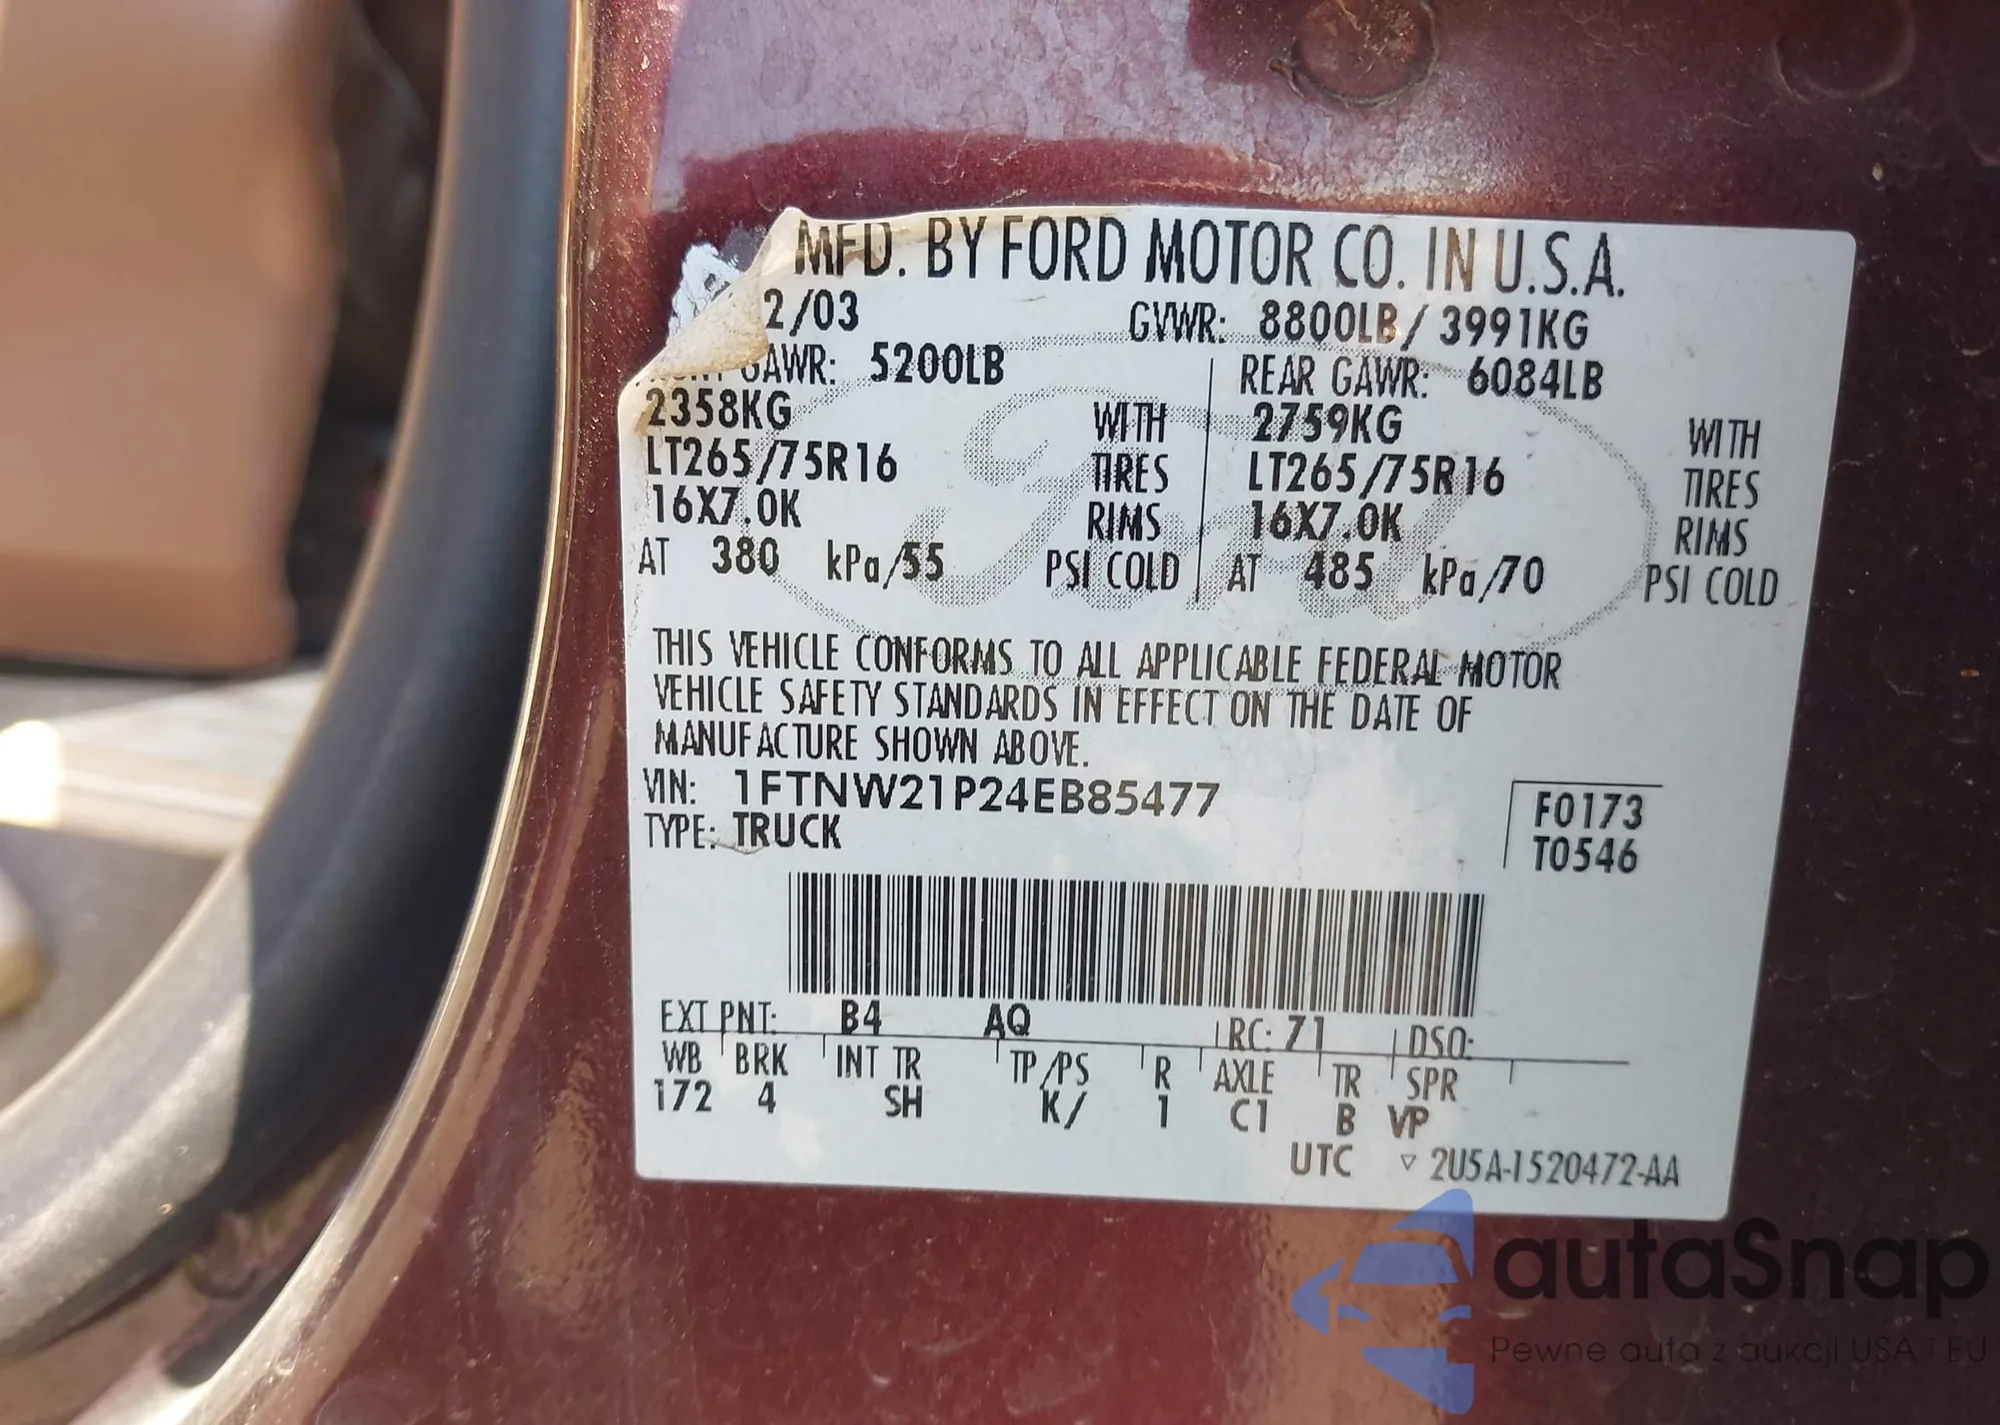 MFD. BY FORD MOTOR CO. IN U.S.A.
2/03 GVWR: 8800LB / 3991KG
GAWR: 5200LB REAR GAWR: 6084LB
2358KG WITH 2759KG WITH
LT265/75R16 TIRES LT265/75R16 TIRES
16X7.0K RIMS 16X7.0K RIMS
AT 380 kPa/55 PSI COLD AT 485 kPa/70 PSI COLD
THIS VEHICLE CONFORMS TO ALL APPLICABLE FEDERAL MOTOR
VEHICLE SAFETY STANDARDS IN EFFECT ON THE DATE OF
MANUFACTURE SHOWN ABOVE.
VIN: 1FTNW21P24EB85477 F0173
TYPE: TRUCK T0546
EXT PNT: B4 AQ RC: 71 DSO:
WB BRK INT TR TP/PS R AXLE TR SPR
172 4 SH K/ 1 C1 B VP
UTC ▽ 2U5A-1520472-AA
autaSnap
Pewne auta z aukcji USA i EU